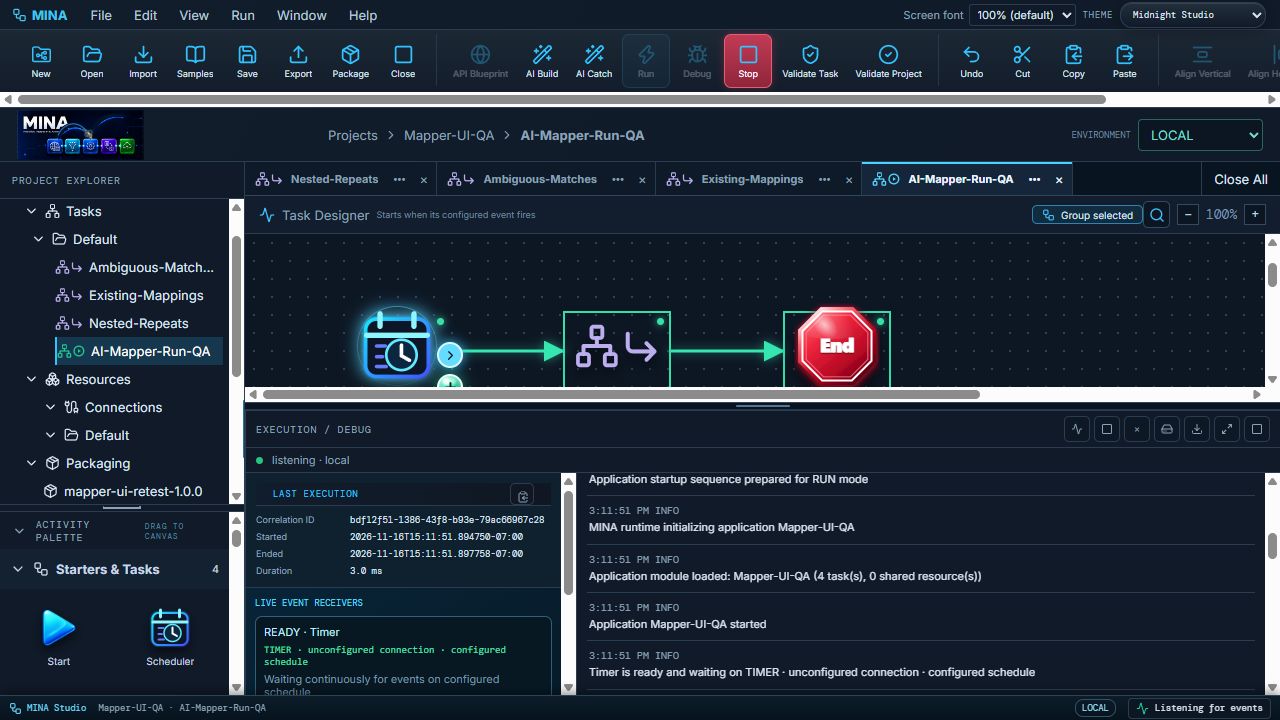 MINA File Edit View Run Window Help Screen font 100% (default) THEME Midnight Studio
New Open Import Samples Save Export Package Close API Blueprint AI Build AI Catch Run Debug Stop Validate Task Validate Project Undo Cut Copy Paste Align Vertical Align Ho
MINA
Projects > Mapper-UI-QA > AI-Mapper-Run-QA
ENVIRONMENT LOCAL
PROJECT EXPLORER
Nested-Repeats ··· × Ambiguous-Matches ··· × Existing-Mappings ··· × AI-Mapper-Run-QA ··· × Close All
Task Designer Starts when its configured event fires Group selected − 100% +
Tasks
Default
Ambiguous-Match...
Existing-Mappings
Nested-Repeats
AI-Mapper-Run-QA
Resources
Connections
Default
Packaging
mapper-ui-retest-1.0.0
End
ACTIVITY PALETTE
DRAG TO CANVAS
Starters & Tasks 4
Start Scheduler
EXECUTION / DEBUG
listening · local
LAST EXECUTION
Correlation ID bdf12f51-1386-43f8-b93e-79ac66967c28
Started 2026-11-16T15:11:51.894750-07:00
Ended 2026-11-16T15:11:51.897758-07:00
Duration 3.0 ms
LIVE EVENT RECEIVERS
READY · Timer
TIMER · unconfigured connection · configured
schedule
Waiting continuously for events on configured
schedule
Application startup sequence prepared for RUN mode
3:11:51 PM INFO
MINA runtime initializing application Mapper-UI-QA
3:11:51 PM INFO
Application module loaded: Mapper-UI-QA (4 task(s), 0 shared resource(s))
3:11:51 PM INFO
Application Mapper-UI-QA started
3:11:51 PM INFO
Timer is ready and waiting on TIMER · unconfigured connection · configured schedule
MINA Studio Mapper-UI-QA · AI-Mapper-Run-QA LOCAL Listening for events